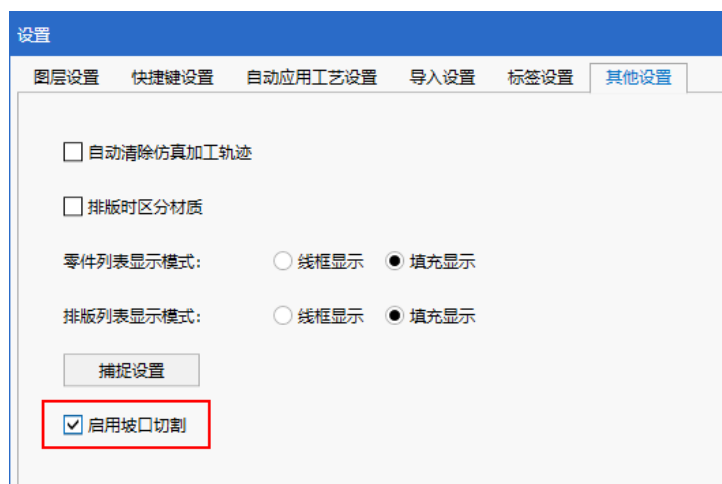 设置
图层设置 快捷键设置 自动应用工艺设置 导入设置 标签设置 其他设置
自动清除仿真加工轨迹
排版时区分材质
零件列表显示模式: 线框显示 填充显示
排版列表显示模式: 线框显示 填充显示
捕捉设置
启用坡口切割